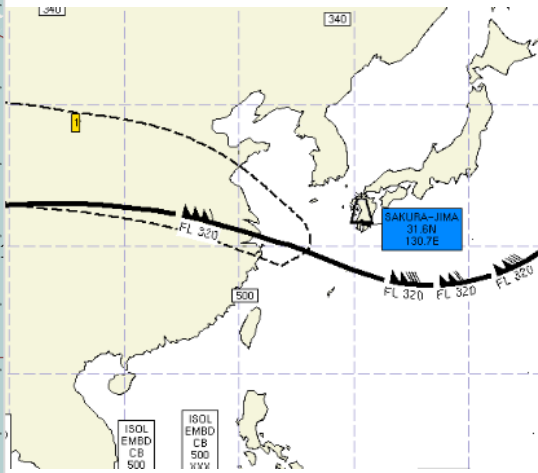 340
340
1
SAKURA-JIMA
31.6N
130.7E
FL 320
FL 320
FL 320
FL 320
500
ISOL
EMBD
CB
500
ISOL
EMBD
CB
500
XXX